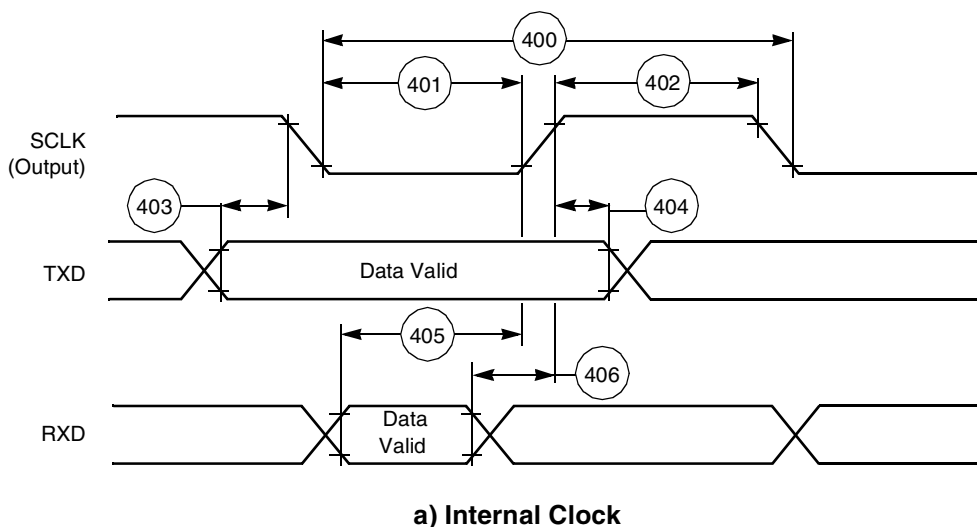 400
401
402
SCLK
(Output)
403
404
TXD
Data Valid
405
406
RXD
Data
Valid
a) Internal Clock